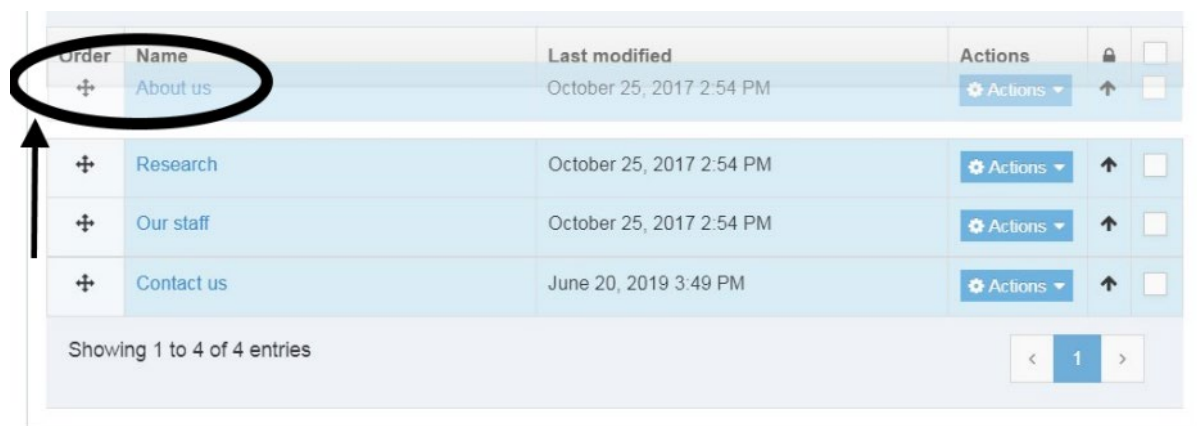 Order Name Last modified Actions
About us October 25, 2017 2:54 PM Actions
Research October 25, 2017 2:54 PM Actions
Our staff October 25, 2017 2:54 PM Actions
Contact us June 20, 2019 3:49 PM Actions
Showing 1 to 4 of 4 entries
< 1 >